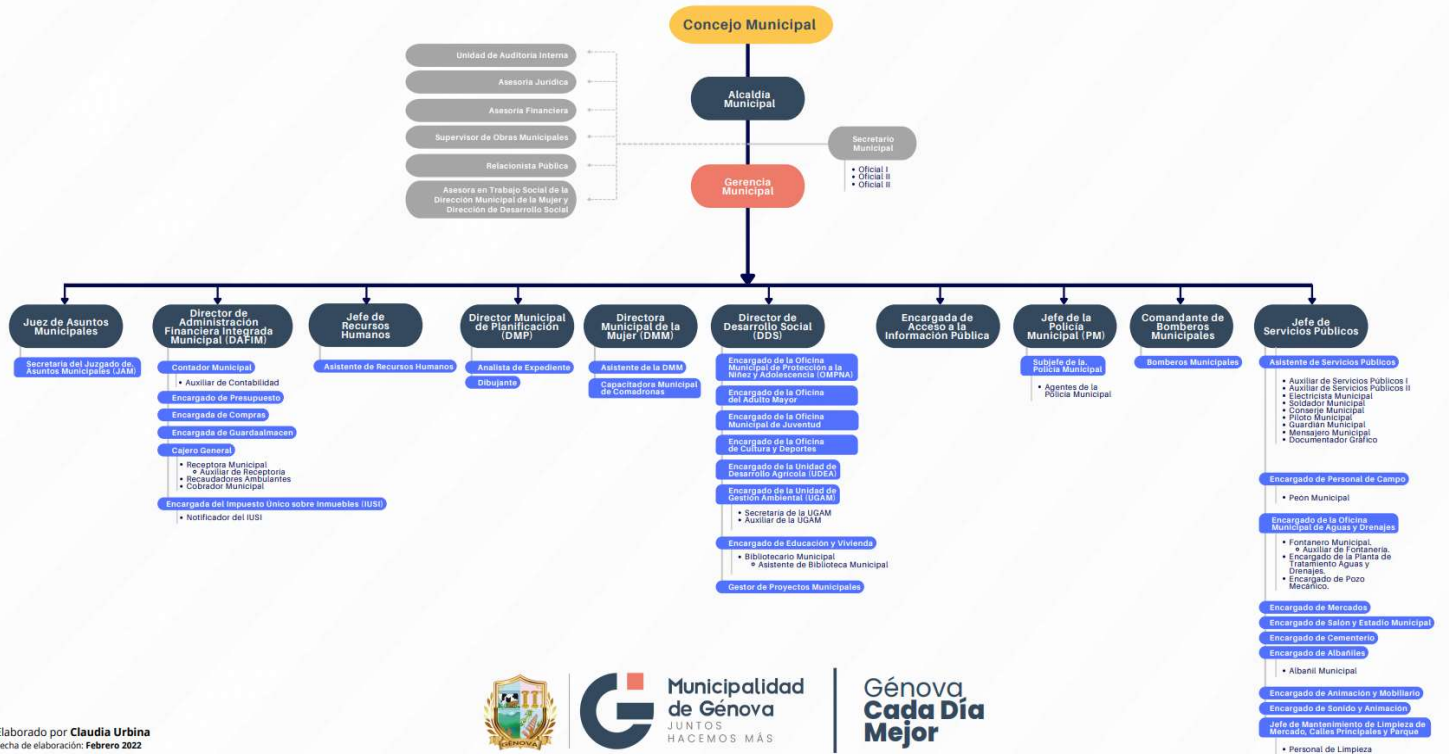 Concejo Municipal
Unidad de Auditoría Interna
Asesoría Jurídica
Asesoría Financiera
Supervisor de Obras Municipales
Relacionista Pública
Asesora en Trabajo Social de la
Dirección Municipal de la Mujer y
Dirección de Desarrollo Social
Alcaldía
Municipal
Secretario
Municipal
• Oficial I
• Oficial II
• Oficial II
Gerencia
Municipal
Juez de Asuntos
Municipales
Secretaria del Juzgado de.
Asuntos Municipales (JAM)
Director de
Administración
Financiera Integrada
Municipal (DAFIM)
Contador Municipal
• Auxiliar de Contabilidad
Encargado de Presupuesto
Encargada de Compras
Encargada de Guardaalmacen
Cajero General
• Receptora Municipal
Auxiliar de Receptoria
• Recaudadores Ambulantes
• Cobrador Municipal
Encargada del Impuesto Único sobre Inmuebles (IUSI)
• Notificador del IUSI
Jefe de
Recursos
Humanos
Asistente de Recursos Humanos
Director Municipal
de Planificación
(DMP)
Analista de Expediente
Dibujante
Directora
Municipal de la
Mujer (DMM)
Asistente de la DMM
Capacitadora Municipal
de Comadronas
Director de
Desarrollo Social
(DDS)
Encargado de la Oficina
Municipal de Protección a la
Niñez y Adolescencia (OMPNA)
Encargado de la Oficina
del Adulto Mayor
Encargado de la Oficina
Municipal de Juventud
Encargado de la Oficina
de Cultura y Deportes
Encargado de la Unidad de
Desarrollo Agrícola (UDEA)
Encargado de la Unidad de
Gestión Ambiental (UGAM)
• Secretaria de la UGAM
• Auxiliar de la UGAM
Encargado de Educación y Vivienda
• Bibliotecario Municipal
Asistente de Biblioteca Municipal
Gestor de Proyectos Municipales
Encargada de
Acceso a la
Información Pública
Jefe de la
Policía
Municipal (PM)
Subjefe de la.
Policía Municipal
• Agentes de la
Policía Municipal
Comandante de
Bomberos
Municipales
Bomberos Municipales
Jefe de
Servicios Públicos
Asistente de Servicios Públicos
• Auxiliar de Servicios Públicos I
• Auxiliar de Servicios Públicos II
• Electricista Municipal
• Soldador Municipal
• Conserje Municipal
• Piloto Municipal
• Guardián Municipal
• Mensajero Municipal
• Documentador Gráfico
Encargado de Personal de Campo
• Peón Municipal
Encargado de la Oficina
Municipal de Aguas y Drenajes
• Fontanero Municipal.
Auxiliar de Fontanería.
• Encargado de la Planta de
Tratamiento Aguas y
Drenajes.
• Encargado de Pozo
Mecánico.
Encargado de Mercados
Encargado de Salón y Estadio Municipal
Encargado de Cementerio
Encargado de Albañiles
• Albañil Municipal
Encargado de Animación y Mobiliario
Encargado de Sonido y Animación
Jefe de Mantenimiento de Limpieza de
Mercado, Calles Principales y Parque
• Personal de Limpieza
Elaborado por Claudia Urbina
Fecha de elaboración: Febrero 2022
GÉNOVA
Municipalidad
de Génova
JUNTOS
HACEMOS MÁS
Génova
Cada Día
Mejor